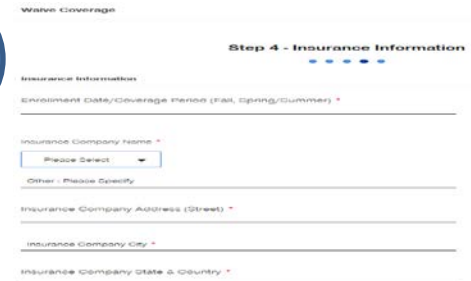 Waive Coverage
Step 4 - Insurance Information
Insurance Information
Enrollment Date/Coverage Period (Fall, Spring/Summer) *
Insurance Company Name *
Please Select
Other - Please Specify
Insurance Company Address (Street) *
Insurance Company City *
Insurance Company State & Country *